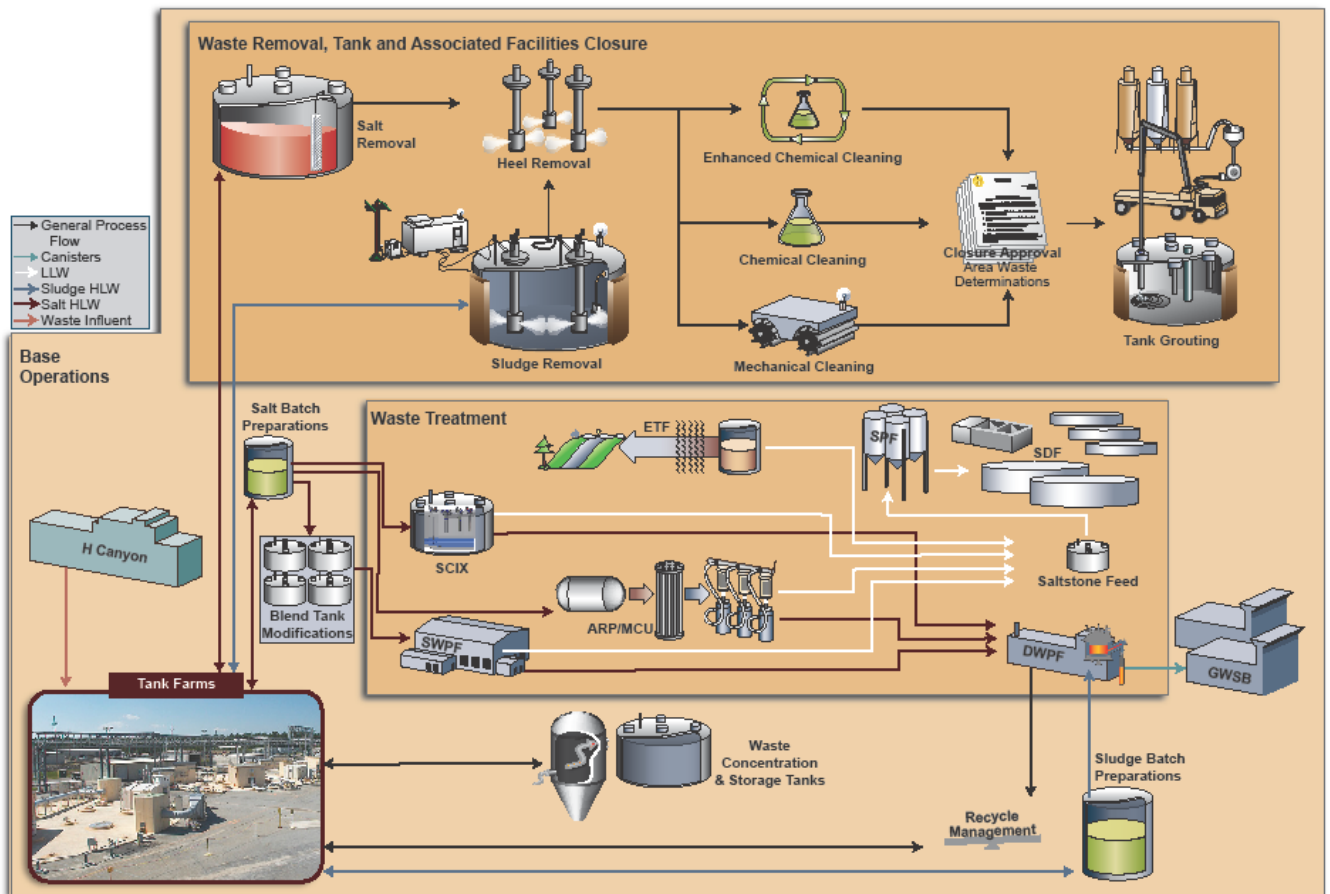 Waste Removal, Tank and Associated Facilities Closure
Salt
Removal
Heel Removal
Enhanced Chemical Cleaning
Chemical Cleaning
Closure Approval
Area Waste
Determinations
Mechanical Cleaning
Sludge Removal
Tank Grouting
General Process
Flow
Canisters
LLW
Sludge HLW
Salt HLW
Waste Influent
Base
Operations
Salt Batch
Preparations
Waste Treatment
ETF
SPF
SDF
H Canyon
SCIX
Saltstone Feed
Blend Tank
Modifications
ARP/MCU
SWPF
DWPF
GWSB
Tank Farms
Waste
Concentration
& Storage Tanks
Sludge Batch
Preparations
Recycle
Management